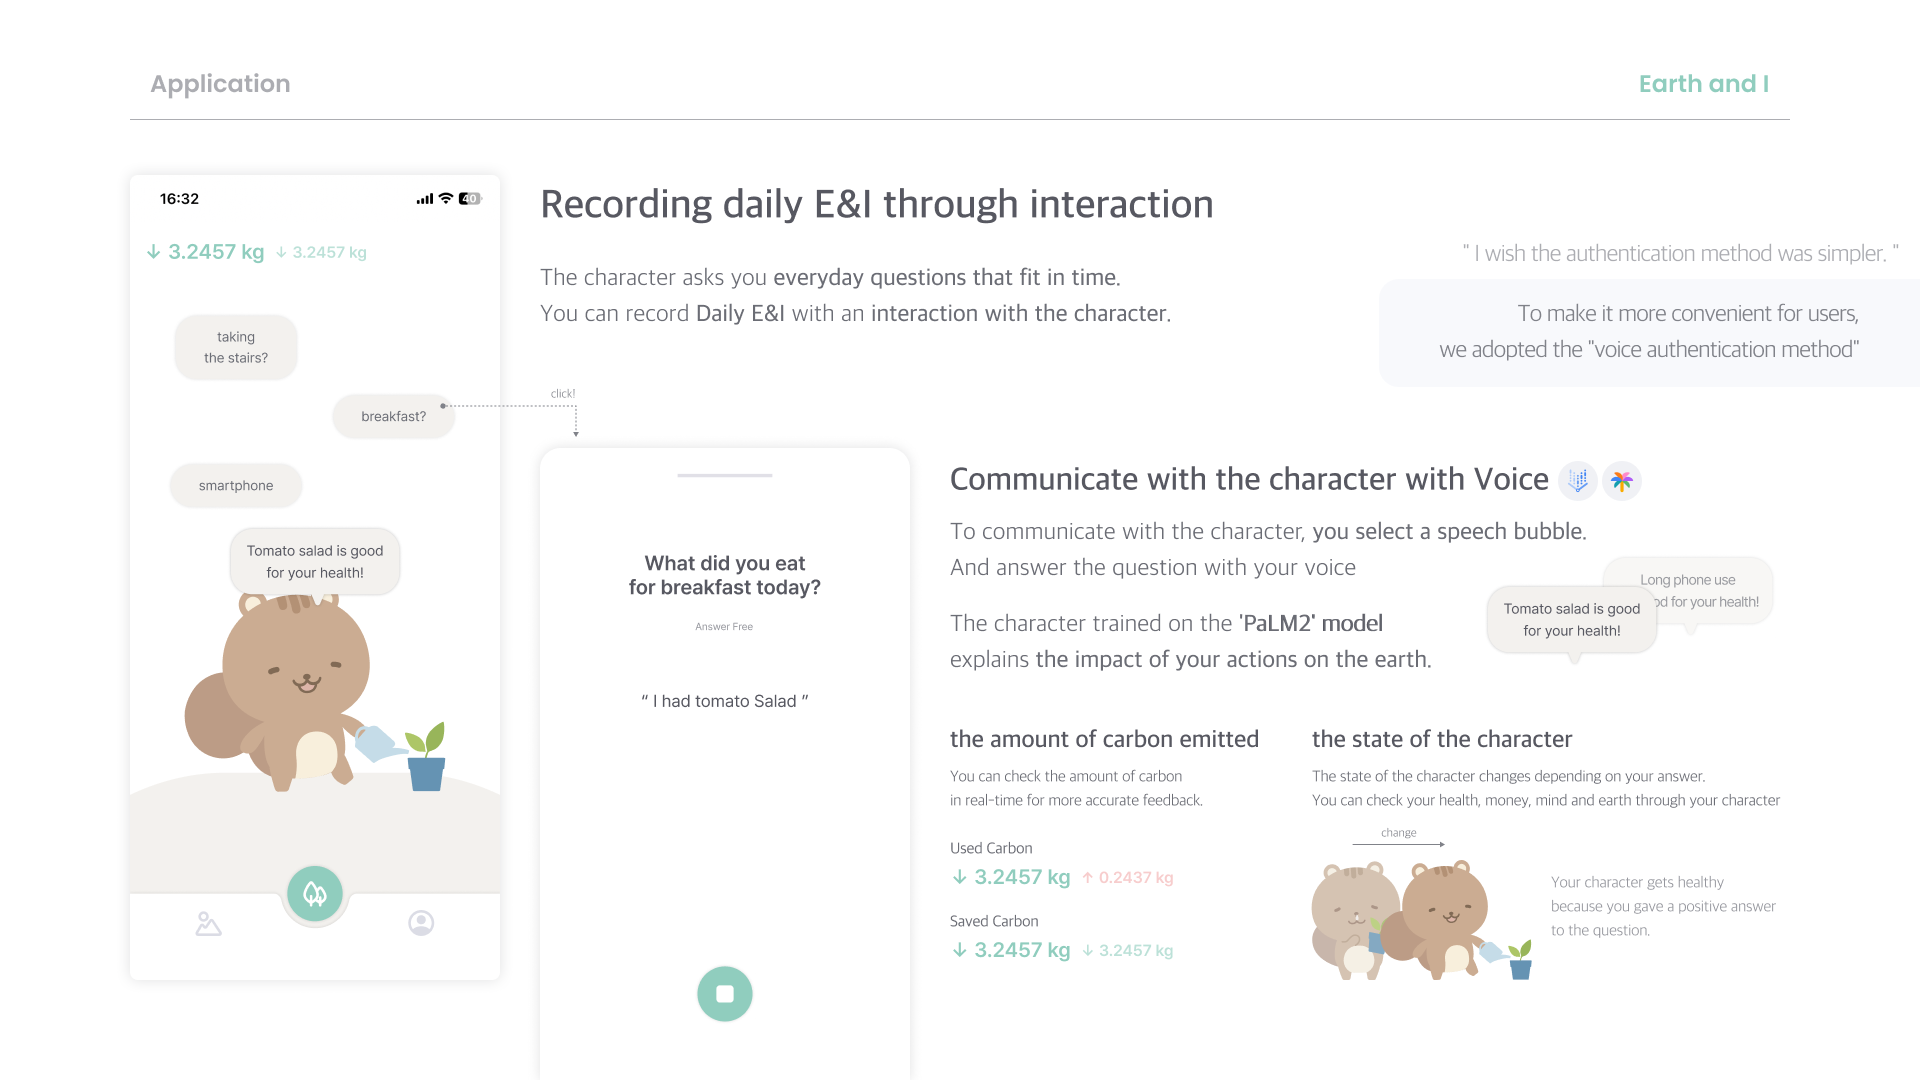 Application
Earth and I
16:32
40
↓ 3.2457 kg ↓ 3.2457 kg
taking
the stairs?
breakfast?
smartphone
Tomato salad is good
for your health!
Recording daily E&I through interaction
The character asks you everyday questions that fit in time.
You can record Daily E&I with an interaction with the character.
" I wish the authentication method was simpler. "
To make it more convenient for users,
we adopted the "voice authentication method"
click!
What did you eat
for breakfast today?
Answer Free
“ I had tomato Salad ”
Communicate with the character with Voice
To communicate with the character, you select a speech bubble.
And answer the question with your voice
The character trained on the 'PaLM2' model
explains the impact of your actions on the earth.
Long phone use
for your health!
Tomato salad is good
for your health!
the amount of carbon emitted
You can check the amount of carbon
in real-time for more accurate feedback.
Used Carbon
↓ 3.2457 kg ↑ 0.2437 kg
Saved Carbon
↓ 3.2457 kg ↓ 3.2457 kg
the state of the character
The state of the character changes depending on your answer.
You can check your health, money, mind and earth through your character
change
Your character gets healthy
because you gave a positive answer
to the question.